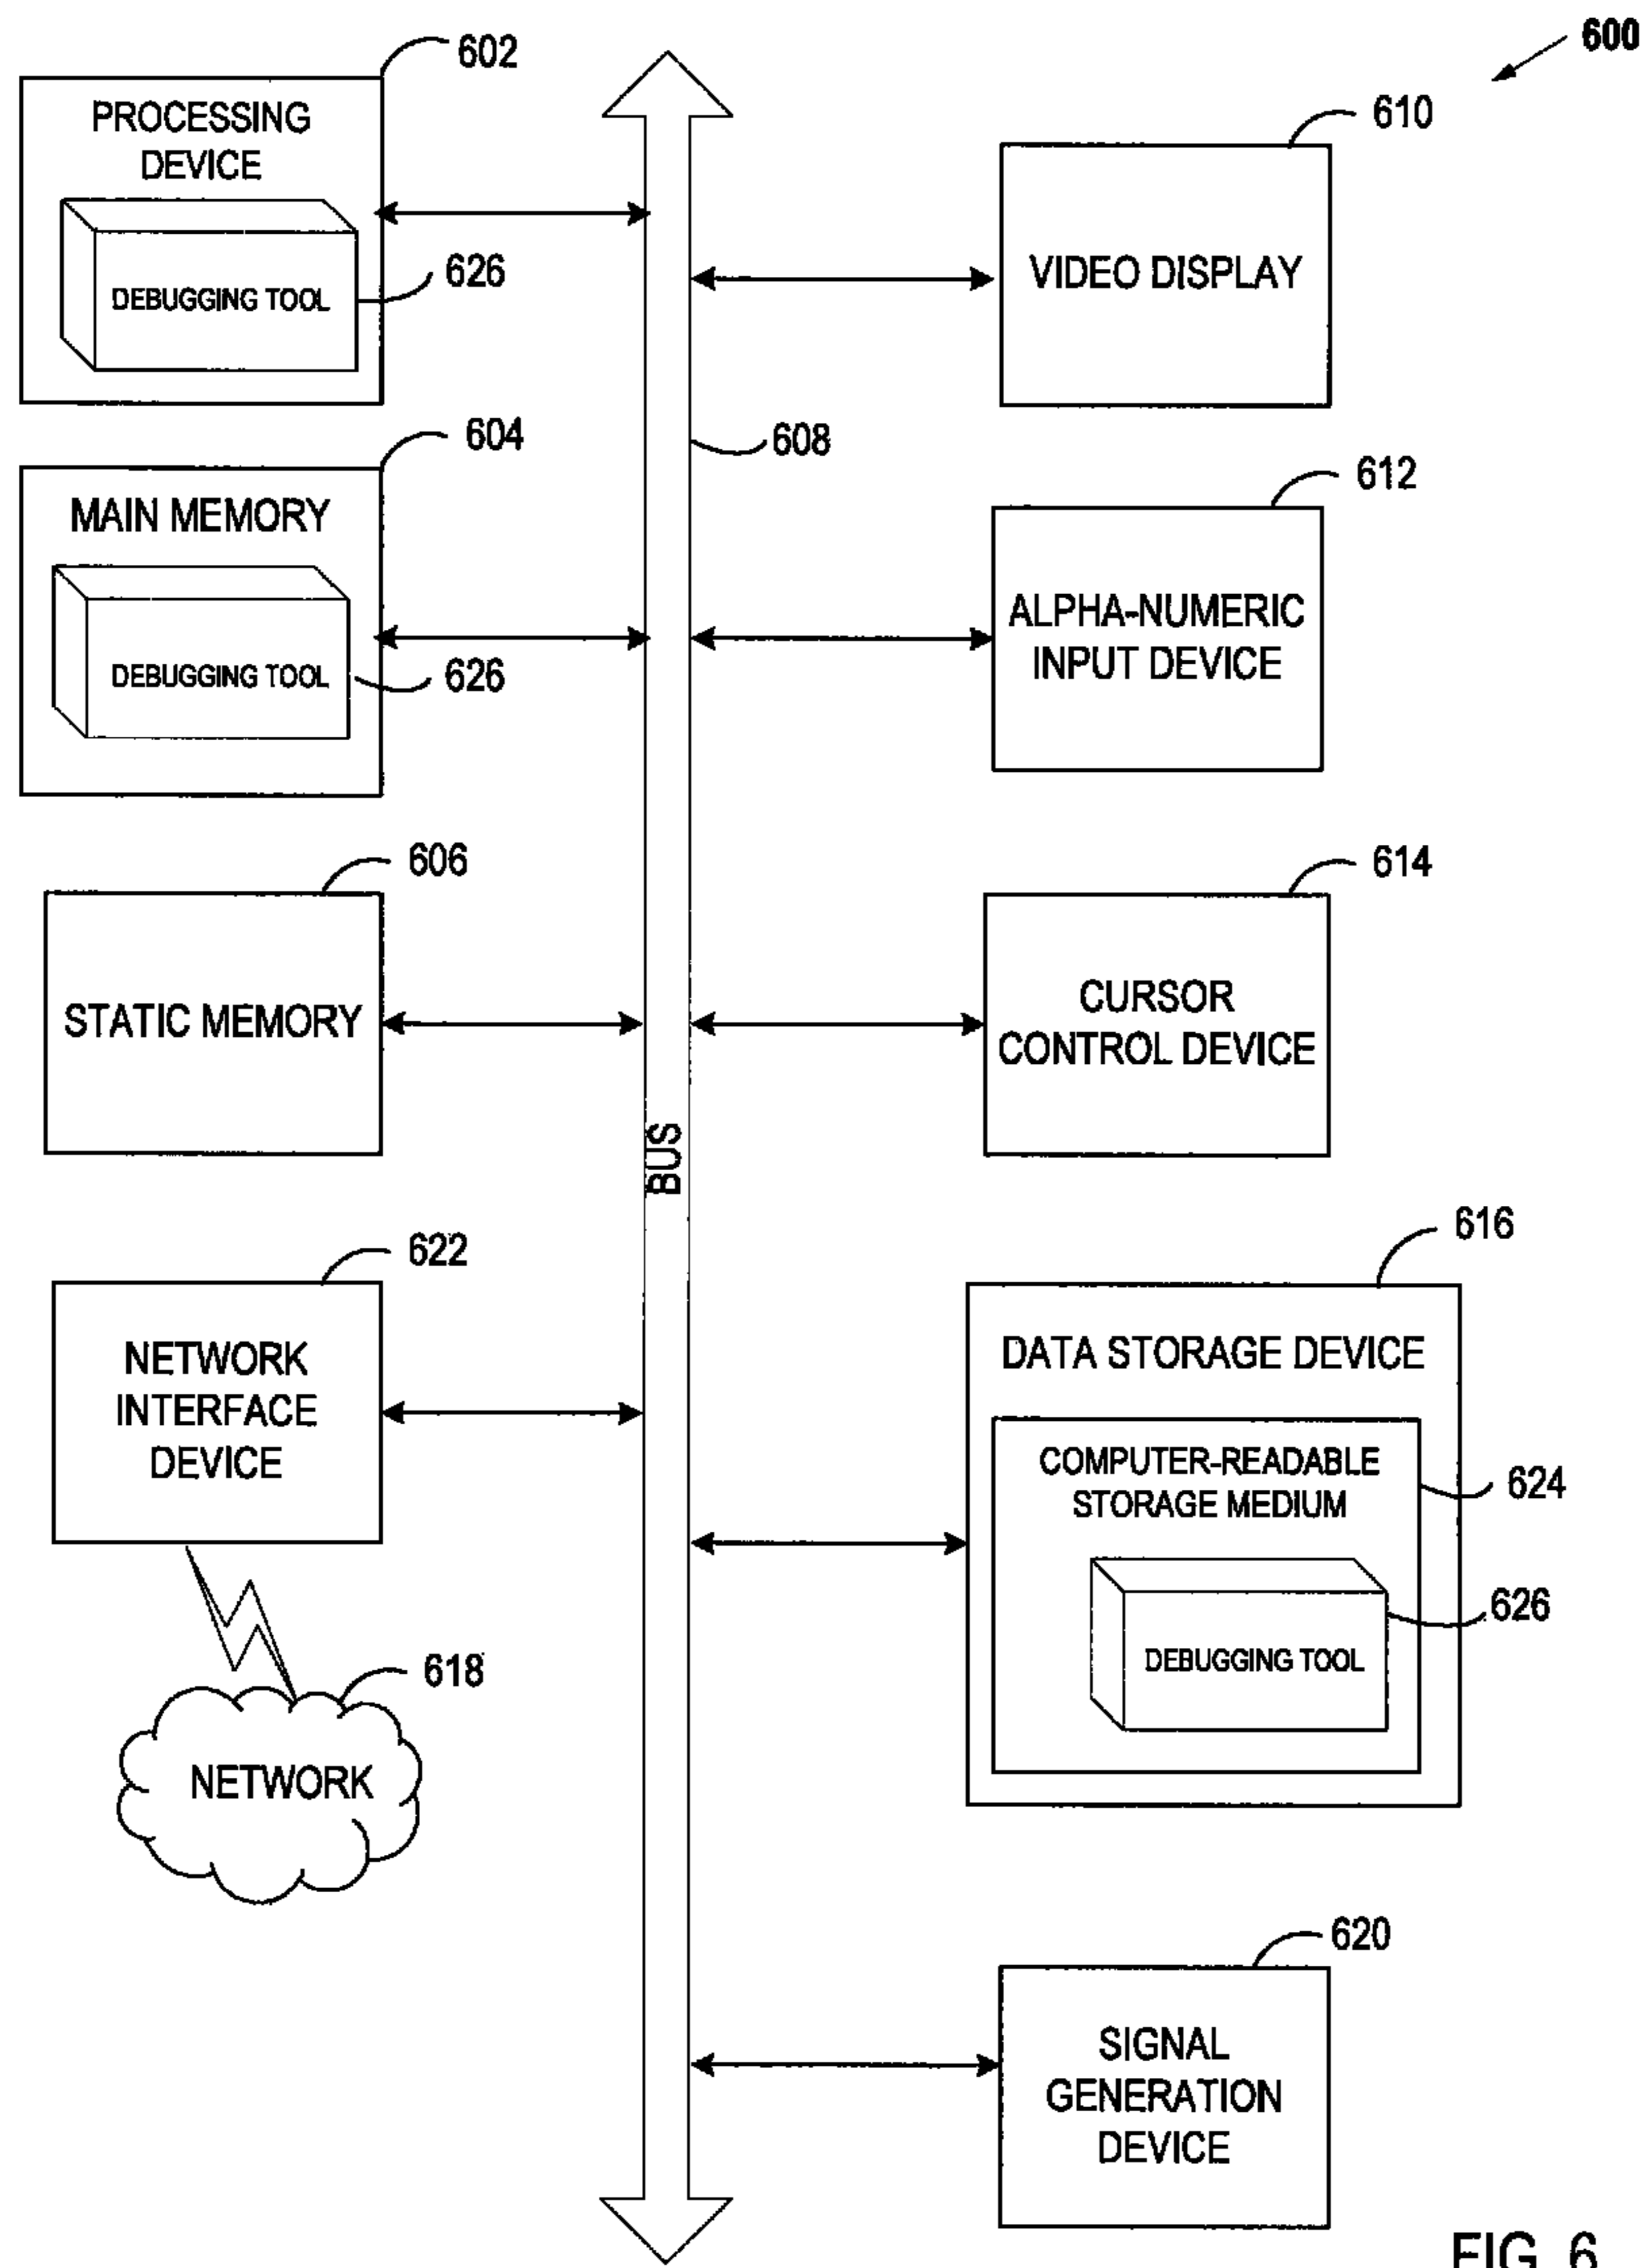 600
602
PROCESSING
DEVICE
DEBUGGING TOOL
626
610
VIDEO DISPLAY
608
604
MAIN MEMORY
DEBUGGING TOOL
626
612
ALPHA-NUMERIC
INPUT DEVICE
606
STATIC MEMORY
614
CURSOR
CONTROL DEVICE
BUS
622
NETWORK
INTERFACE
DEVICE
616
DATA STORAGE DEVICE
COMPUTER-READABLE
STORAGE MEDIUM
624
DEBUGGING TOOL
626
618
NETWORK
620
SIGNAL
GENERATION
DEVICE
FIG. 6